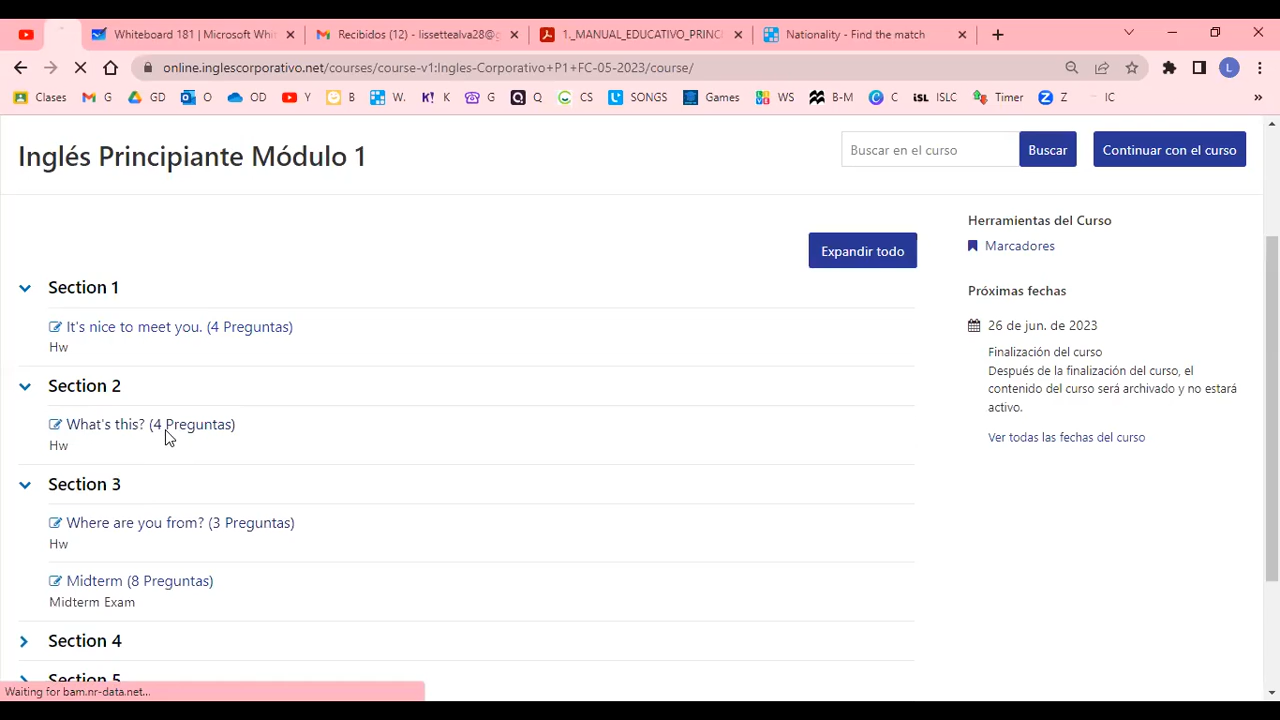 Whiteboard 181 | Microsoft Whi
Recibidos (12) - lissettealva28@g
1._MANUAL_EDUCATIVO_PRINC
Nationality - Find the match
online.inglescorporativo.net/courses/course-v1:Ingles-Corporativo+P1+FC-05-2023/course/
L
Clases
G
GD
O
OD
Y
B
W.
K!
K
G
Q
Q
CS
SONGS
Games
WS
B-M
C
C
iSL
ISLC
Timer
Z
Z
IC
»
Inglés Principiante Módulo 1
Buscar en el curso
Buscar
Continuar con el curso
Expandir todo
Section 1
It's nice to meet you. (4 Preguntas)
Hw
Section 2
What's this? (4 Preguntas)
Hw
Section 3
Where are you from? (3 Preguntas)
Hw
Midterm (8 Preguntas)
Midterm Exam
Section 4
Section 5
Herramientas del Curso
Marcadores
Próximas fechas
26 de jun. de 2023
Finalización del curso
Después de la finalización del curso, el
contenido del curso será archivado y no estará
activo.
Ver todas las fechas del curso
Waiting for bam.nr-data.net...